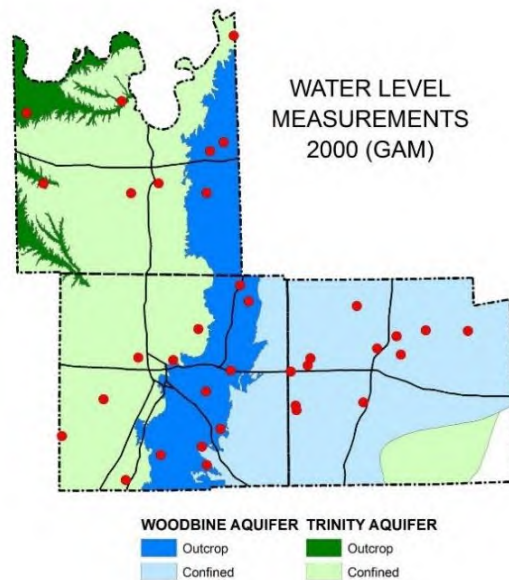 WATER LEVEL
MEASUREMENTS
2000 (GAM)
WOODBINE AQUIFER TRINITY AQUIFER
Outcrop Outcrop
Confined Confined